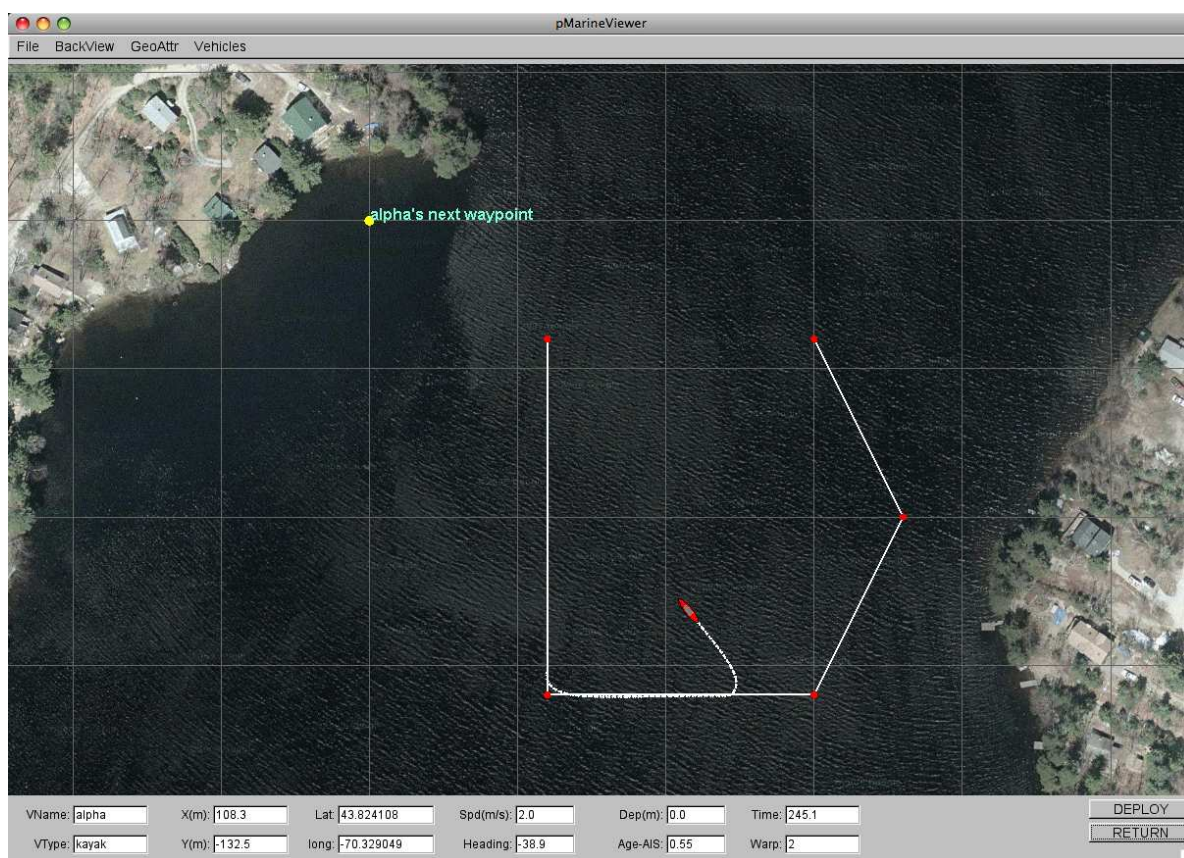 pMarineViewer
File BackView GeoAttr Vehicles
alpha's next waypoint
VName: alpha X(m): 108.3 Lat: 43.824108 Spd(m/s): 2.0 Dep(m): 0.0 Time: 245.1 DEPLOY
VType: kayak Y(m): -132.5 long: -70.329049 Heading: -38.9 Age-AIS: 0.55 Warp: 2 RETURN